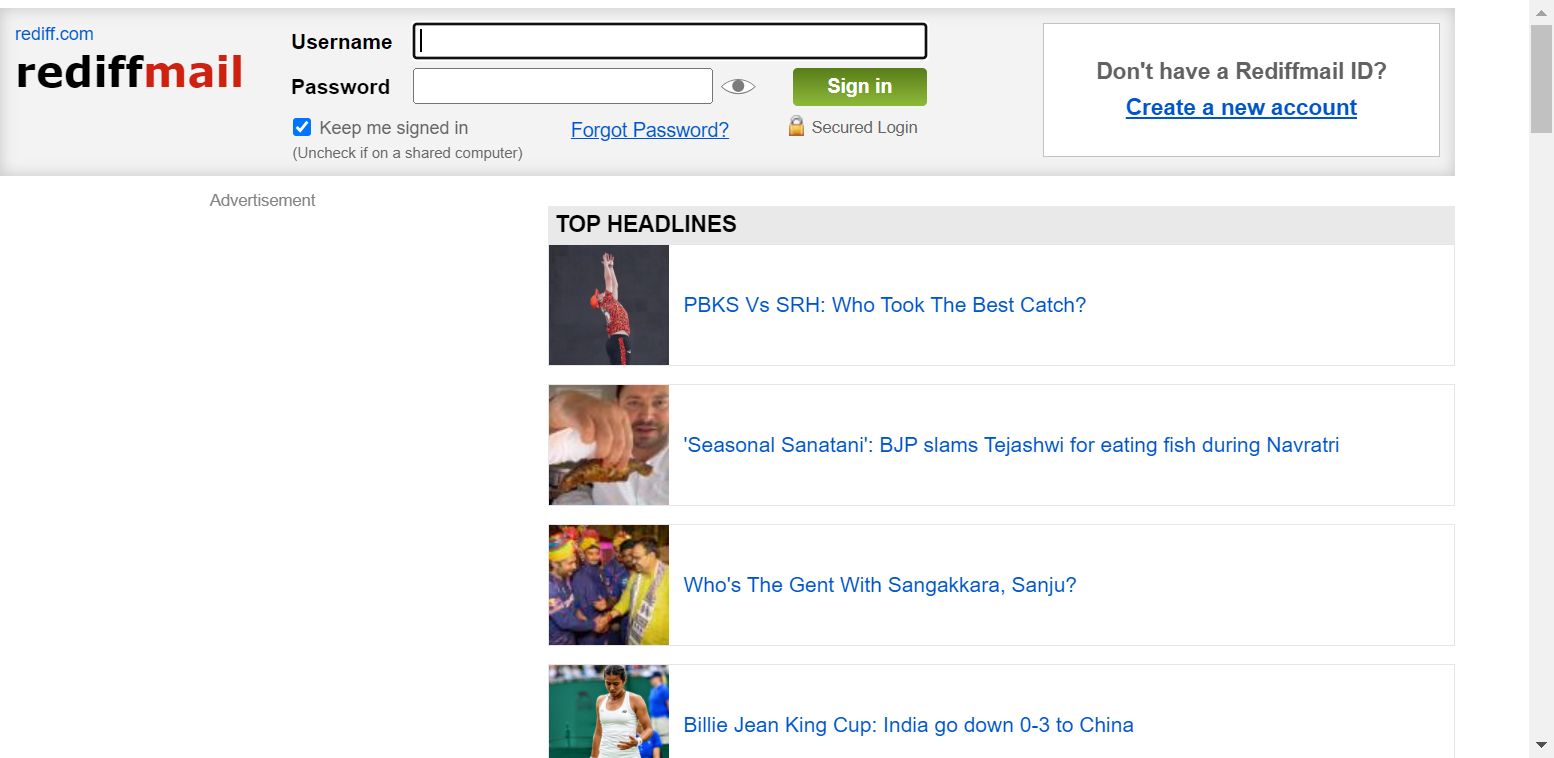 rediff.com
rediffmail
Username
Password
Sign in
Keep me signed in
(Uncheck if on a shared computer)
Forgot Password?
Secured Login
Don't have a Rediffmail ID?
Create a new account
Advertisement
TOP HEADLINES
PBKS Vs SRH: Who Took The Best Catch?
'Seasonal Sanatani': BJP slams Tejashwi for eating fish during Navratri
Who's The Gent With Sangakkara, Sanju?
Billie Jean King Cup: India go down 0-3 to China